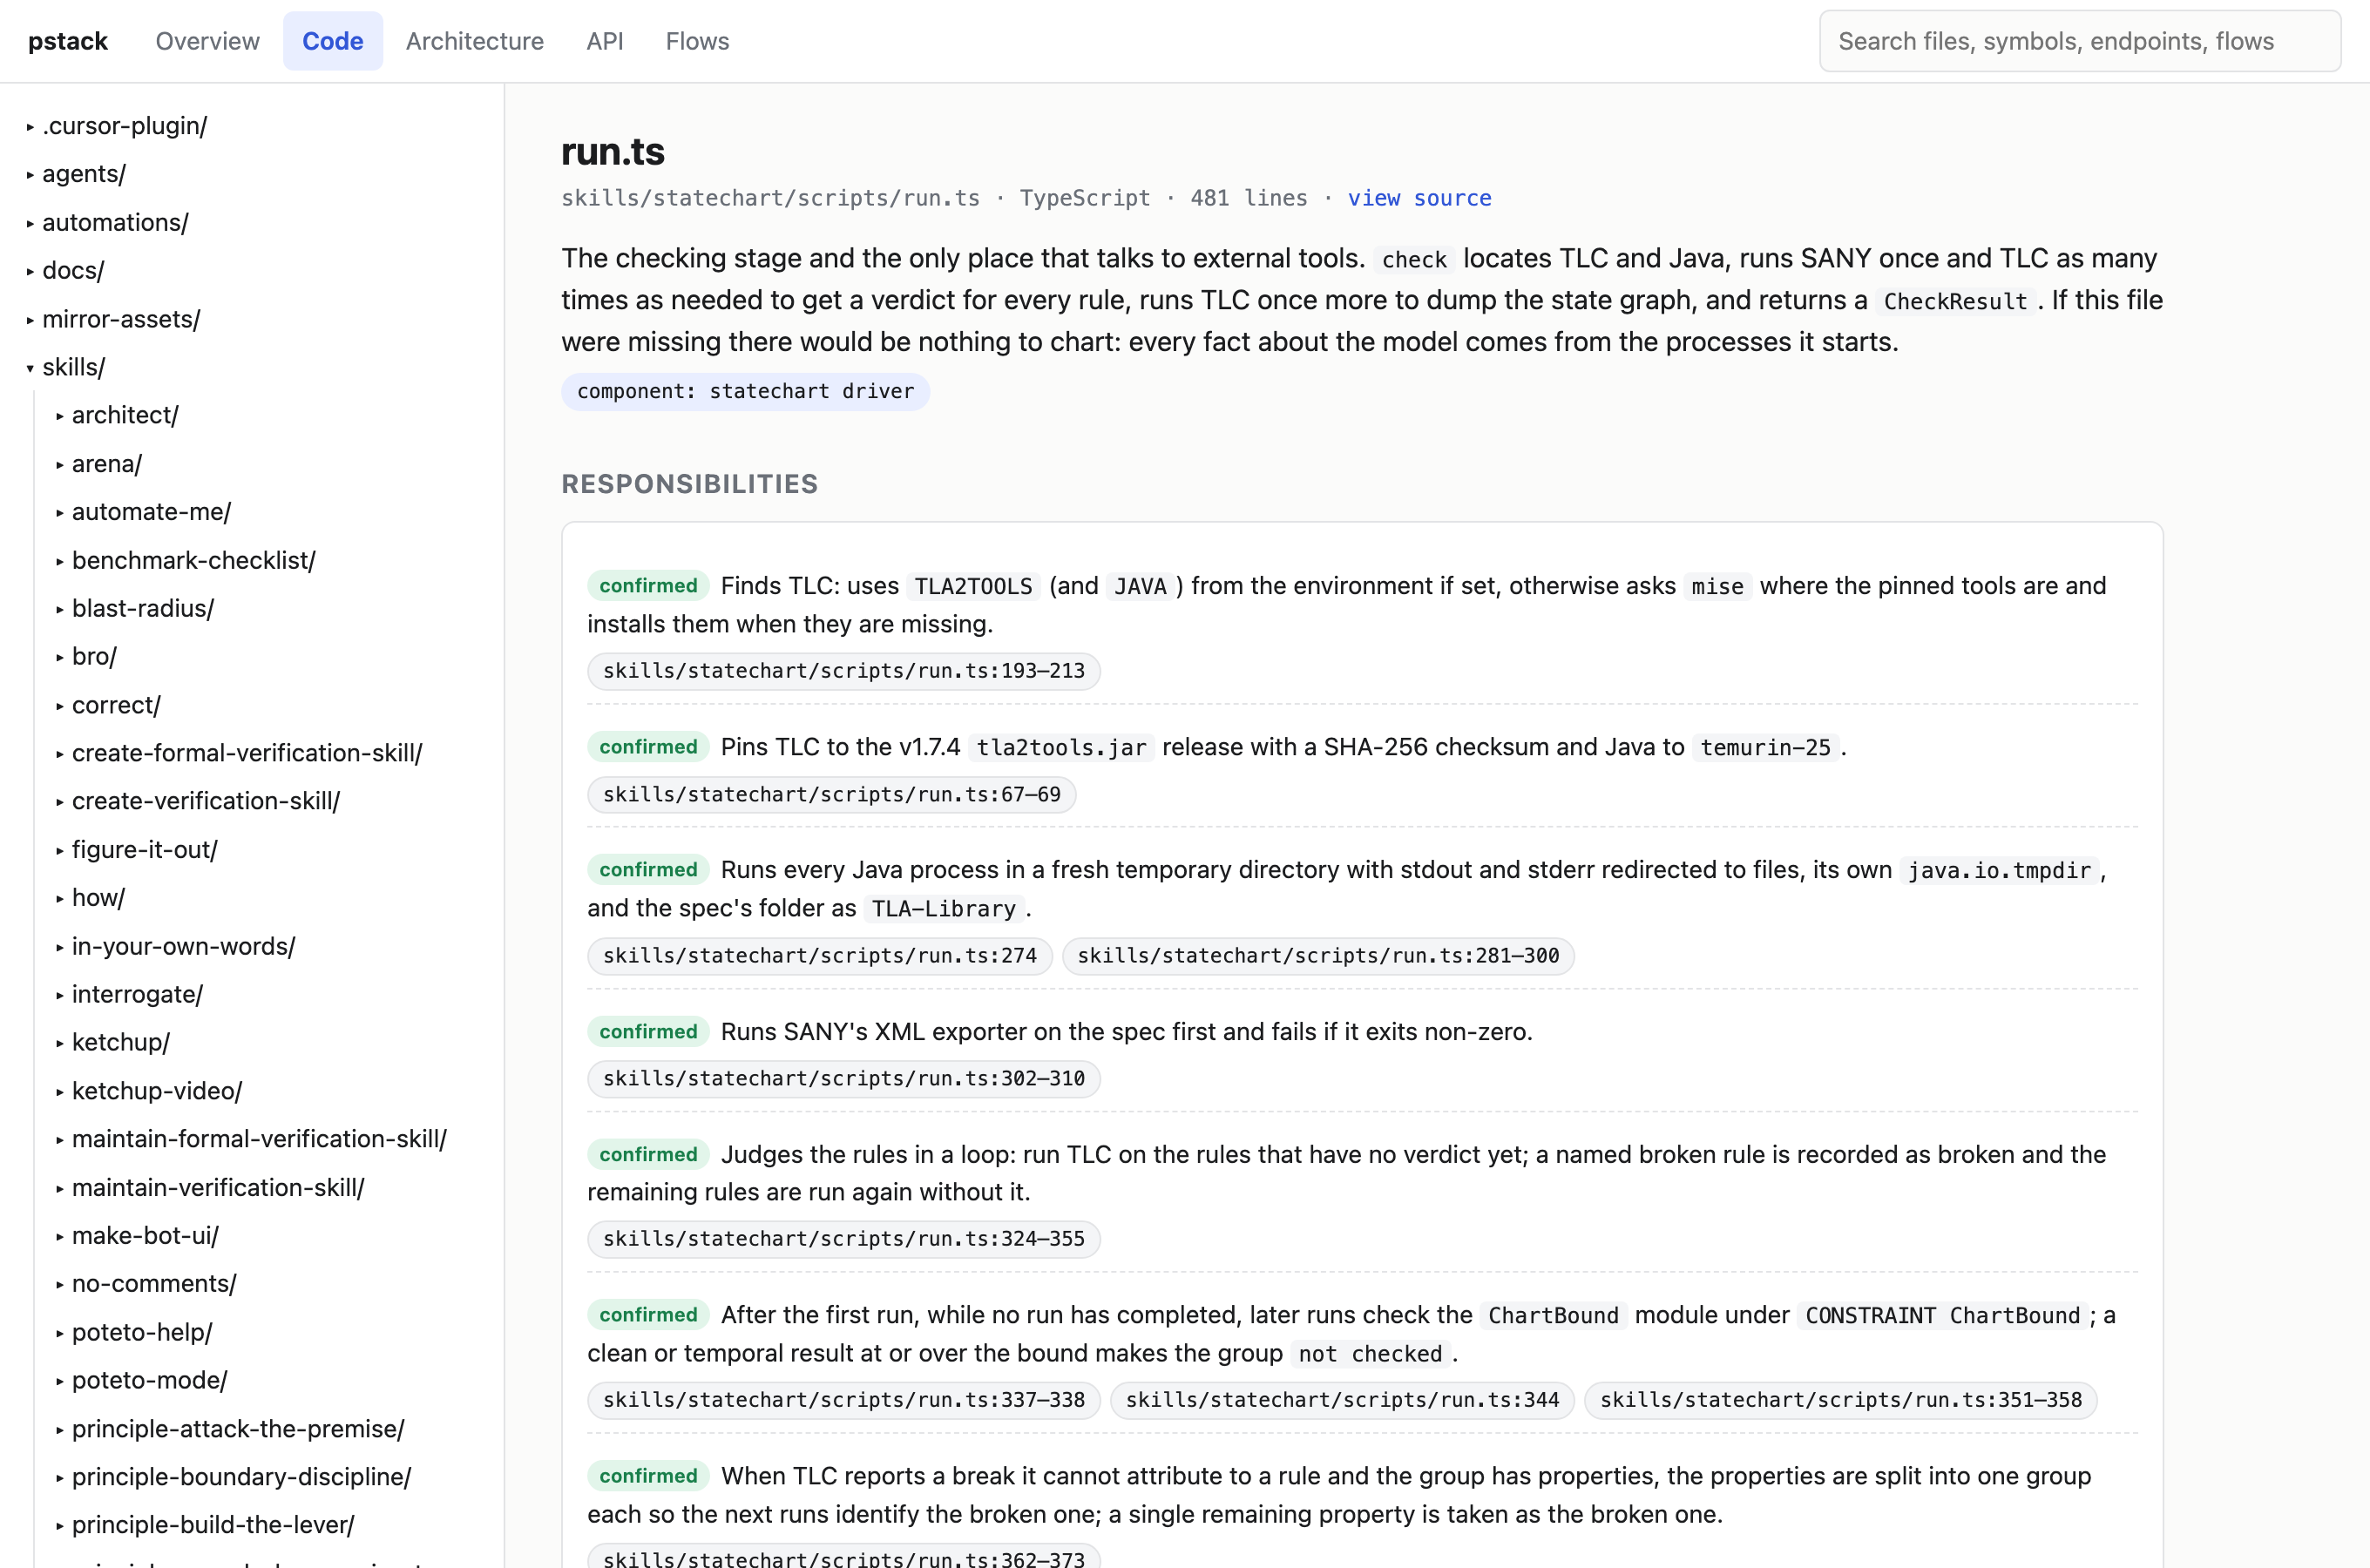 pstack Overview Code Architecture API Flows Search files, symbols, endpoints, flows
.cursor-plugin/
agents/
automations/
docs/
mirror-assets/
skills/
architect/
arena/
automate-me/
benchmark-checklist/
blast-radius/
bro/
correct/
create-formal-verification-skill/
create-verification-skill/
figure-it-out/
how/
in-your-own-words/
interrogate/
ketchup/
ketchup-video/
maintain-formal-verification-skill/
maintain-verification-skill/
make-bot-ui/
no-comments/
poteto-help/
poteto-mode/
principle-attack-the-premise/
principle-boundary-discipline/
principle-build-the-lever/
run.ts
skills/statechart/scripts/run.ts · TypeScript · 481 lines · view source
The checking stage and the only place that talks to external tools. check locates TLC and Java, runs SANY once and TLC as many
times as needed to get a verdict for every rule, runs TLC once more to dump the state graph, and returns a CheckResult. If this file
were missing there would be nothing to chart: every fact about the model comes from the processes it starts.
component: statechart driver
RESPONSIBILITIES
confirmed Finds TLC: uses TLA2TOOLS (and JAVA) from the environment if set, otherwise asks mise where the pinned tools are and
installs them when they are missing.
skills/statechart/scripts/run.ts:193–213
confirmed Pins TLC to the v1.7.4 tla2tools.jar release with a SHA-256 checksum and Java to temurin-25.
skills/statechart/scripts/run.ts:67–69
confirmed Runs every Java process in a fresh temporary directory with stdout and stderr redirected to files, its own java.io.tmpdir,
and the spec's folder as TLA-Library.
skills/statechart/scripts/run.ts:274 skills/statechart/scripts/run.ts:281–300
confirmed Runs SANY's XML exporter on the spec first and fails if it exits non-zero.
skills/statechart/scripts/run.ts:302–310
confirmed Judges the rules in a loop: run TLC on the rules that have no verdict yet; a named broken rule is recorded as broken and the
remaining rules are run again without it.
skills/statechart/scripts/run.ts:324–355
confirmed After the first run, while no run has completed, later runs check the ChartBound module under CONSTRAINT ChartBound; a
clean or temporal result at or over the bound makes the group not checked.
skills/statechart/scripts/run.ts:337–338 skills/statechart/scripts/run.ts:344 skills/statechart/scripts/run.ts:351–358
confirmed When TLC reports a break it cannot attribute to a rule and the group has properties, the properties are split into one group
each so the next runs identify the broken one; a single remaining property is taken as the broken one.
skills/statechart/scripts/run.ts:362–373